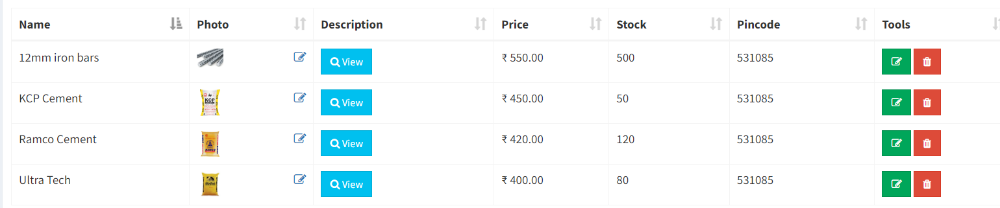 Name Photo Description Price Stock Pincode Tools
12mm iron bars View ₹ 550.00 500 531085
KCP Cement KCP View ₹ 450.00 50 531085
Ramco Cement View ₹ 420.00 120 531085
Ultra Tech View ₹ 400.00 80 531085